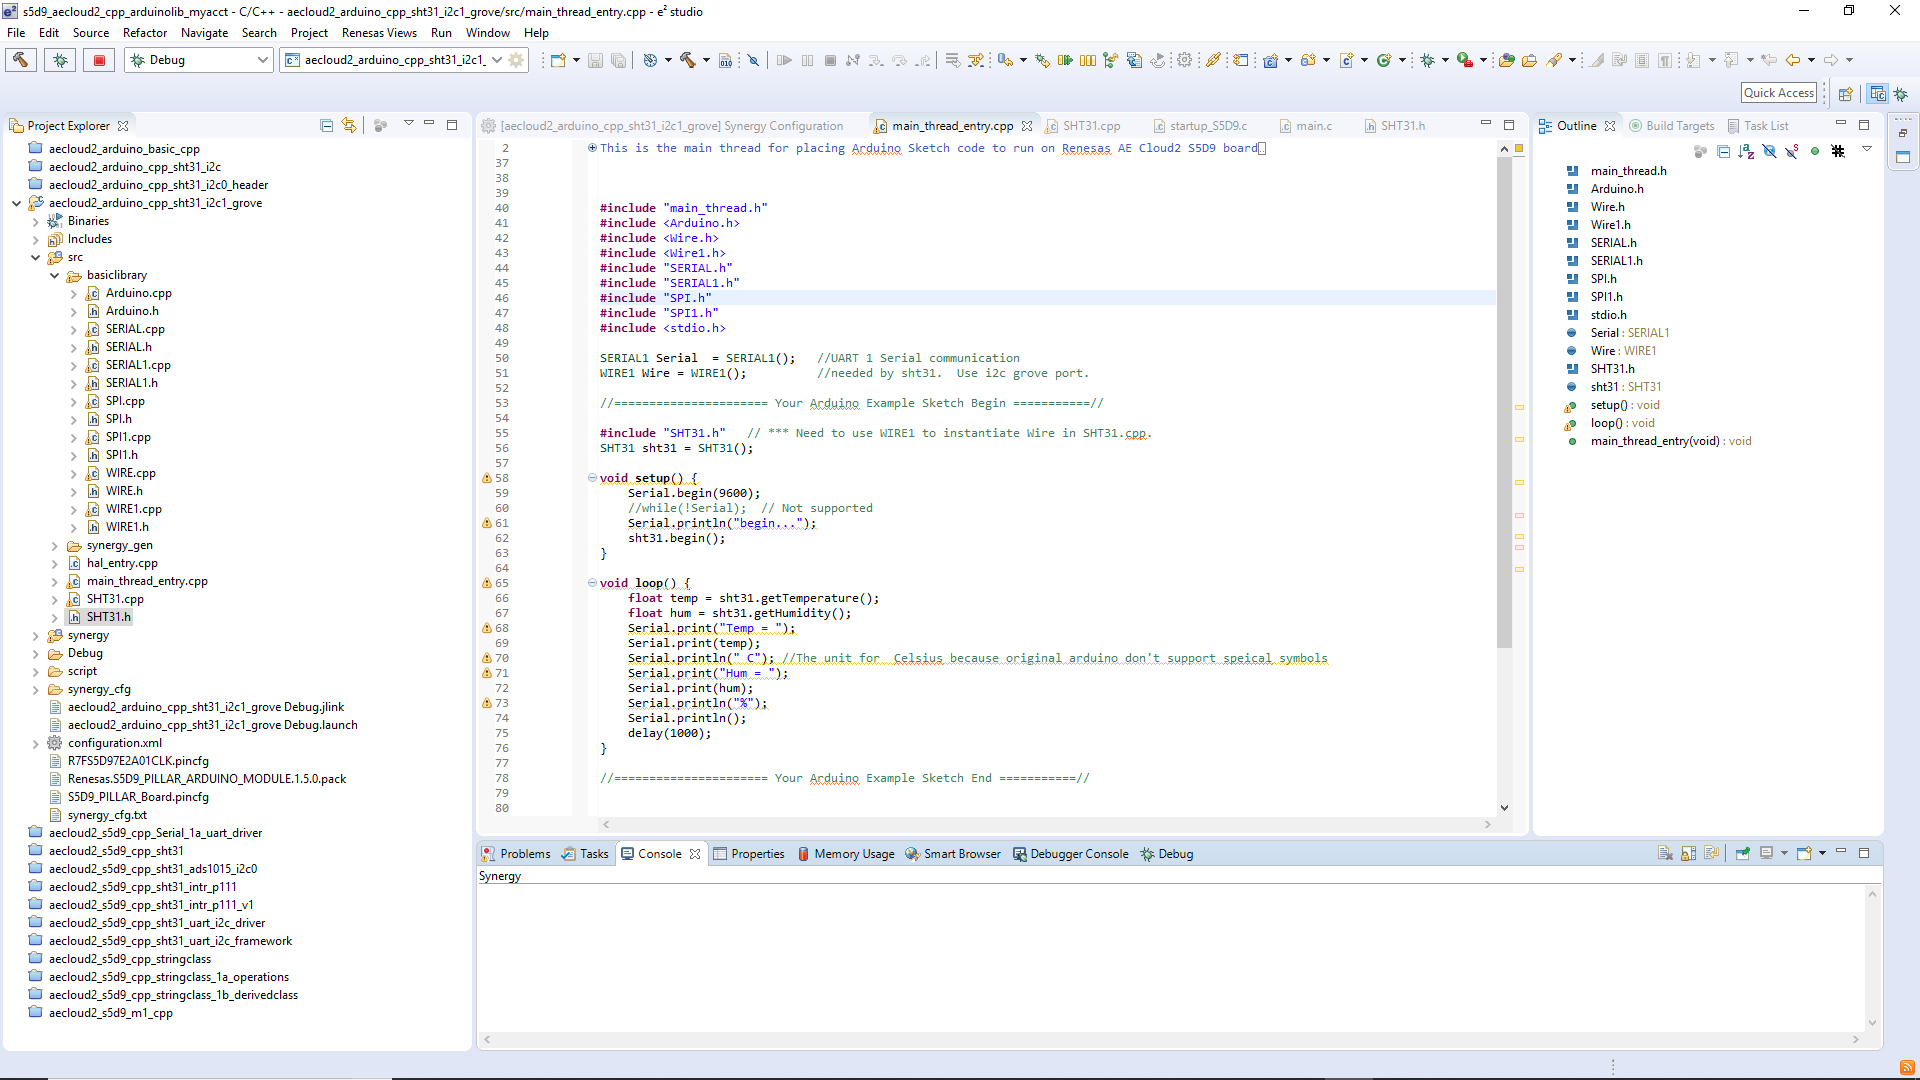 s5d9_aecloud2_cpp_arduinolib_myacct - C/C++ - aecloud2_arduino_cpp_sht31_i2c1_grove/src/main_thread_entry.cpp - e² studio
File Edit Source Refactor Navigate Search Project Renesas Views Run Window Help
Debug
aecloud2_arduino_cpp_sht31_i2c1_
Quick Access
Project Explorer
aecloud2_arduino_basic_cpp
aecloud2_arduino_cpp_sht31_i2c
aecloud2_arduino_cpp_sht31_i2c0_header
aecloud2_arduino_cpp_sht31_i2c1_grove
Binaries
Includes
src
basiclibrary
Arduino.cpp
Arduino.h
SERIAL.cpp
SERIAL.h
SERIAL1.cpp
SERIAL1.h
SPI.cpp
SPI.h
SPI1.cpp
SPI1.h
WIRE.cpp
WIRE.h
WIRE1.cpp
WIRE1.h
synergy_gen
hal_entry.cpp
main_thread_entry.cpp
SHT31.cpp
SHT31.h
synergy
Debug
script
synergy_cfg
aecloud2_arduino_cpp_sht31_i2c1_grove Debug.jlink
aecloud2_arduino_cpp_sht31_i2c1_grove Debug.launch
configuration.xml
R7FS5D97E2A01CLK.pincfg
Renesas.S5D9_PILLAR_ARDUINO_MODULE.1.5.0.pack
S5D9_PILLAR_Board.pincfg
synergy_cfg.txt
aecloud2_s5d9_cpp_Serial_1a_uart_driver
aecloud2_s5d9_cpp_sht31
aecloud2_s5d9_cpp_sht31_ads1015_i2c0
aecloud2_s5d9_cpp_sht31_intr_p111
aecloud2_s5d9_cpp_sht31_intr_p111_v1
aecloud2_s5d9_cpp_sht31_uart_i2c_driver
aecloud2_s5d9_cpp_sht31_uart_i2c_framework
aecloud2_s5d9_cpp_stringclass
aecloud2_s5d9_cpp_stringclass_1a_operations
aecloud2_s5d9_cpp_stringclass_1b_derivedclass
aecloud2_s5d9_m1_cpp
[aecloud2_arduino_cpp_sht31_i2c1_grove] Synergy Configuration main_thread_entry.cpp SHT31.cpp startup_S5D9.c main.c SHT31.h
2 This is the main thread for placing Arduino Sketch code to run on Renesas AE Cloud2 S5D9 board
37
38
39
40 #include "main_thread.h"
41 #include <Arduino.h>
42 #include <Wire.h>
43 #include <Wire1.h>
44 #include "SERIAL.h"
45 #include "SERIAL1.h"
46 #include "SPI.h"
47 #include "SPI1.h"
48 #include <stdio.h>
49
50 SERIAL1 Serial  = SERIAL1();   //UART 1 Serial communication
51 WIRE1 Wire = WIRE1();          //needed by sht31.  Use i2c grove port.
52
53 //====================== Your Arduino Example Sketch Begin ===========//
54
55 #include "SHT31.h"   // *** Need to use WIRE1 to instantiate Wire in SHT31.cpp.
56 SHT31 sht31 = SHT31();
57
58 void setup() {
59     Serial.begin(9600);
60     //while(!Serial);  // Not supported
61     Serial.println("begin...");
62     sht31.begin();
63 }
64
65 void loop() {
66     float temp = sht31.getTemperature();
67     float hum = sht31.getHumidity();
68     Serial.print("Temp = ");
69     Serial.print(temp);
70     Serial.println(" C"); //The unit for  Celsius because original arduino don't support speical symbols
71     Serial.print("Hum = ");
72     Serial.print(hum);
73     Serial.println("%");
74     Serial.println();
75     delay(1000);
76 }
77
78 //====================== Your Arduino Example Sketch End ===========//
79
80
Outline Build Targets Task List
main_thread.h
Arduino.h
Wire.h
Wire1.h
SERIAL.h
SERIAL1.h
SPI.h
SPI1.h
stdio.h
Serial : SERIAL1
Wire : WIRE1
SHT31.h
sht31 : SHT31
setup() : void
loop() : void
main_thread_entry(void) : void
Problems Tasks Console Properties Memory Usage Smart Browser Debugger Console Debug
Synergy